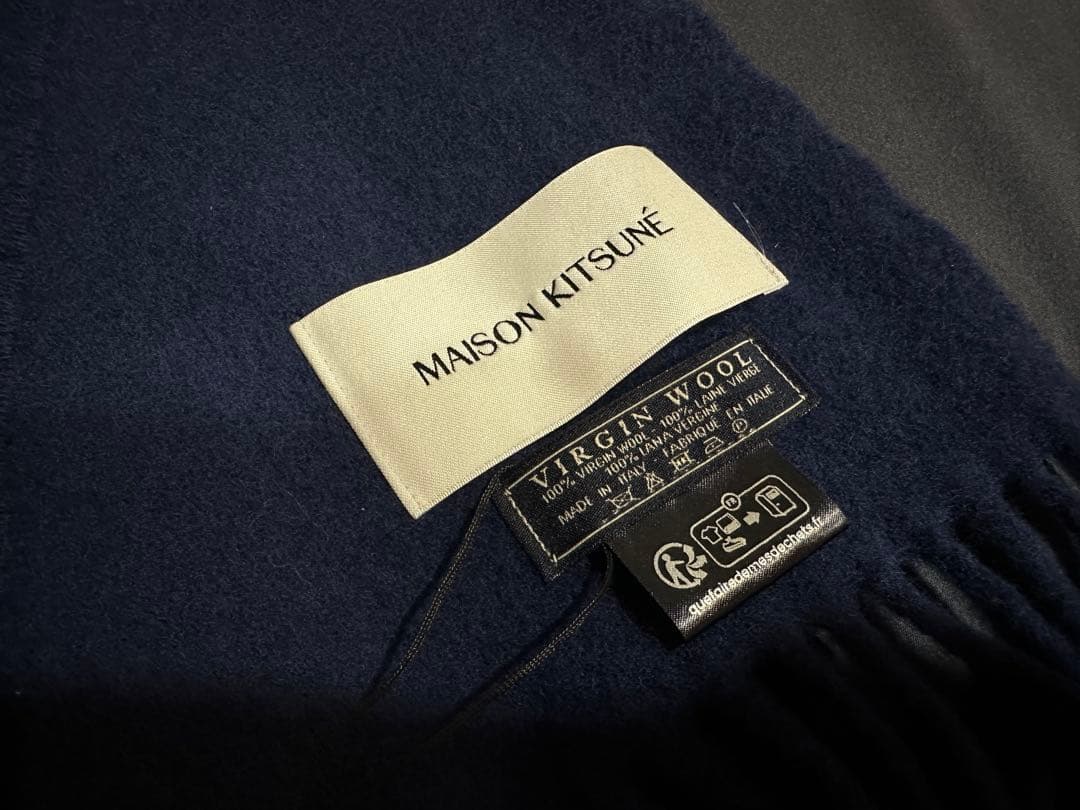 MAISON KITSUNÉ
VIRGIN WOOL
100% VIRGIN WOOL 100% LAINE VIERGE
100% LANA VERGINE
MADE IN ITALY FABRIQUÉ EN ITALIE
FR
quefairedemesdechets.fr